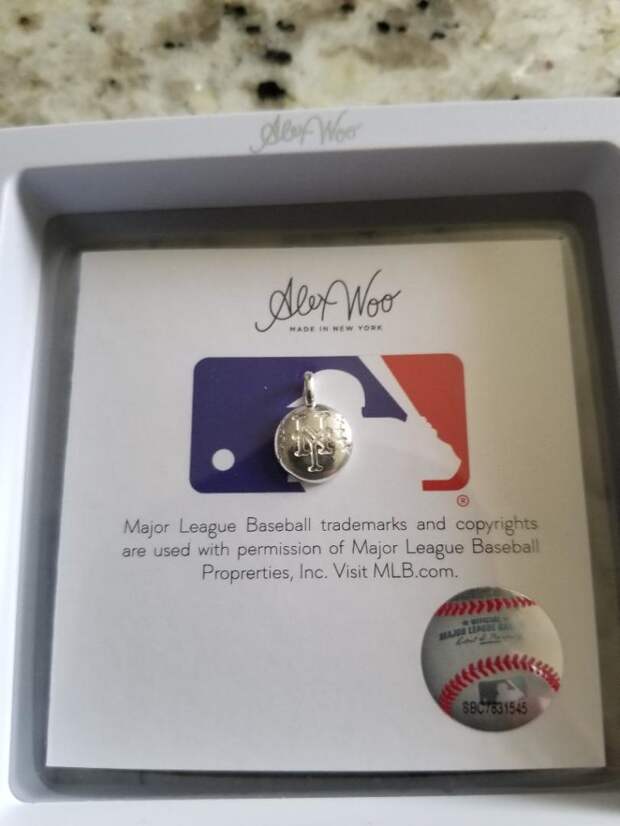 Alex Woo
Alex Woo
MADE IN NEW YORK
NY
®
Major League Baseball trademarks and copyrights
are used with permission of Major League Baseball
Proprerties, Inc. Visit MLB.com.
OFFICIAL
MAJOR LEAGUE
SBC7831545